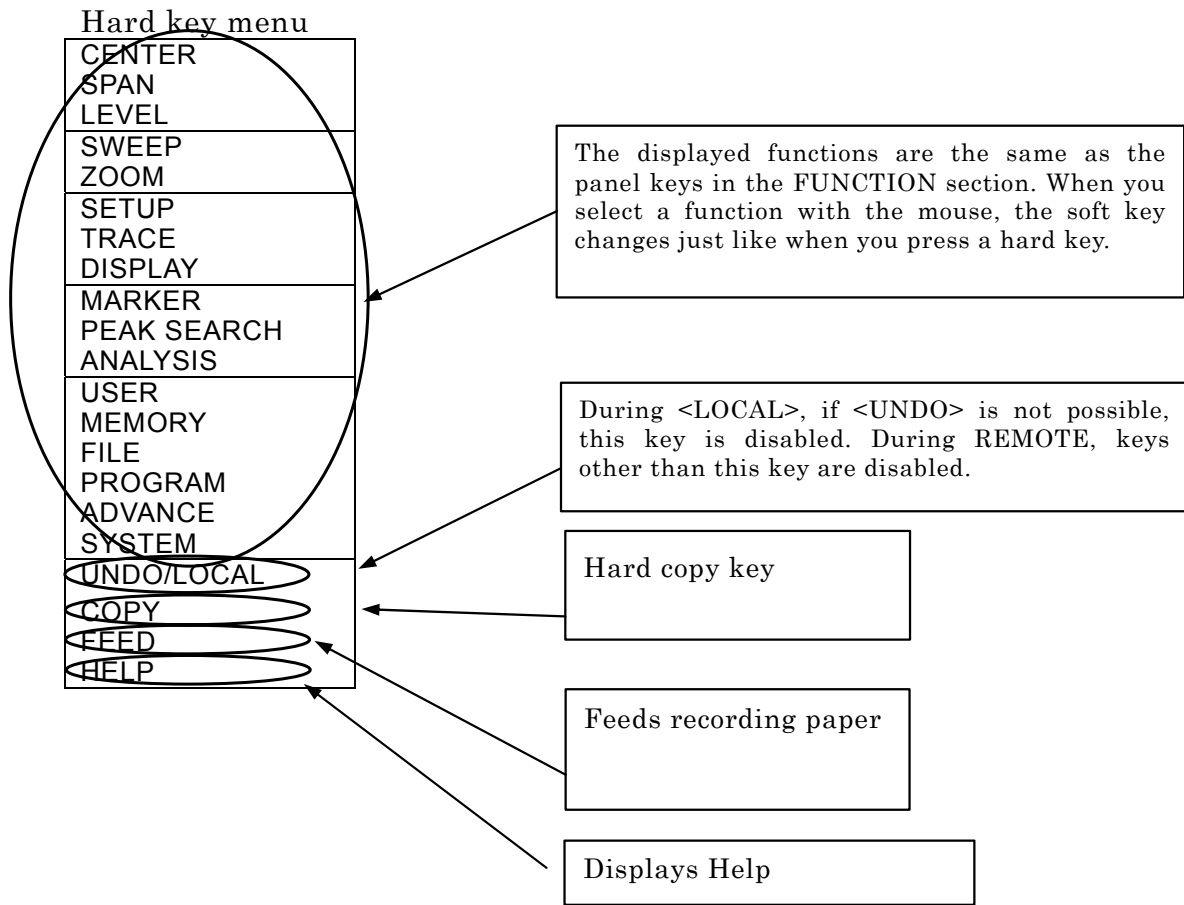 Hard key menu
CENTER
SPAN
LEVEL
SWEEP
ZOOM
SETUP
TRACE
DISPLAY
MARKER
PEAK SEARCH
ANALYSIS
USER
MEMORY
FILE
PROGRAM
ADVANCE
SYSTEM
UNDO/LOCAL
COPY
FEED
HELP
The displayed functions are the same as the
panel keys in the FUNCTION section. When you
select a function with the mouse, the soft key
changes just like when you press a hard key.
During <LOCAL>, if <UNDO> is not possible,
this key is disabled. During REMOTE, keys
other than this key are disabled.
Hard copy key
Feeds recording paper
Displays Help